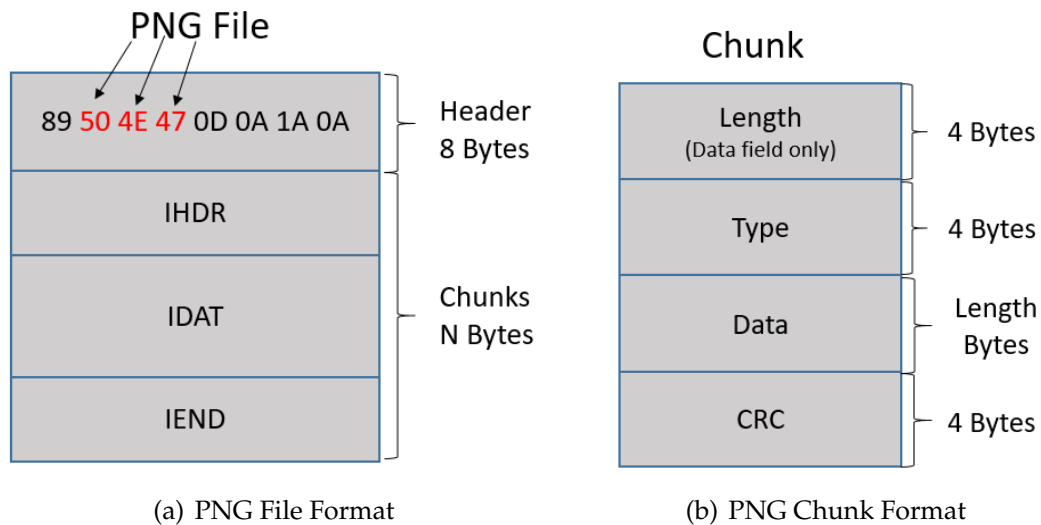 PNG File
89 50 4E 47 0D 0A 1A 0A
Header
8 Bytes
IHDR
IDAT
IEND
Chunks
N Bytes
(a) PNG File Format
Chunk
Length
(Data field only)
4 Bytes
Type
4 Bytes
Data
Length
Bytes
CRC
4 Bytes
(b) PNG Chunk Format